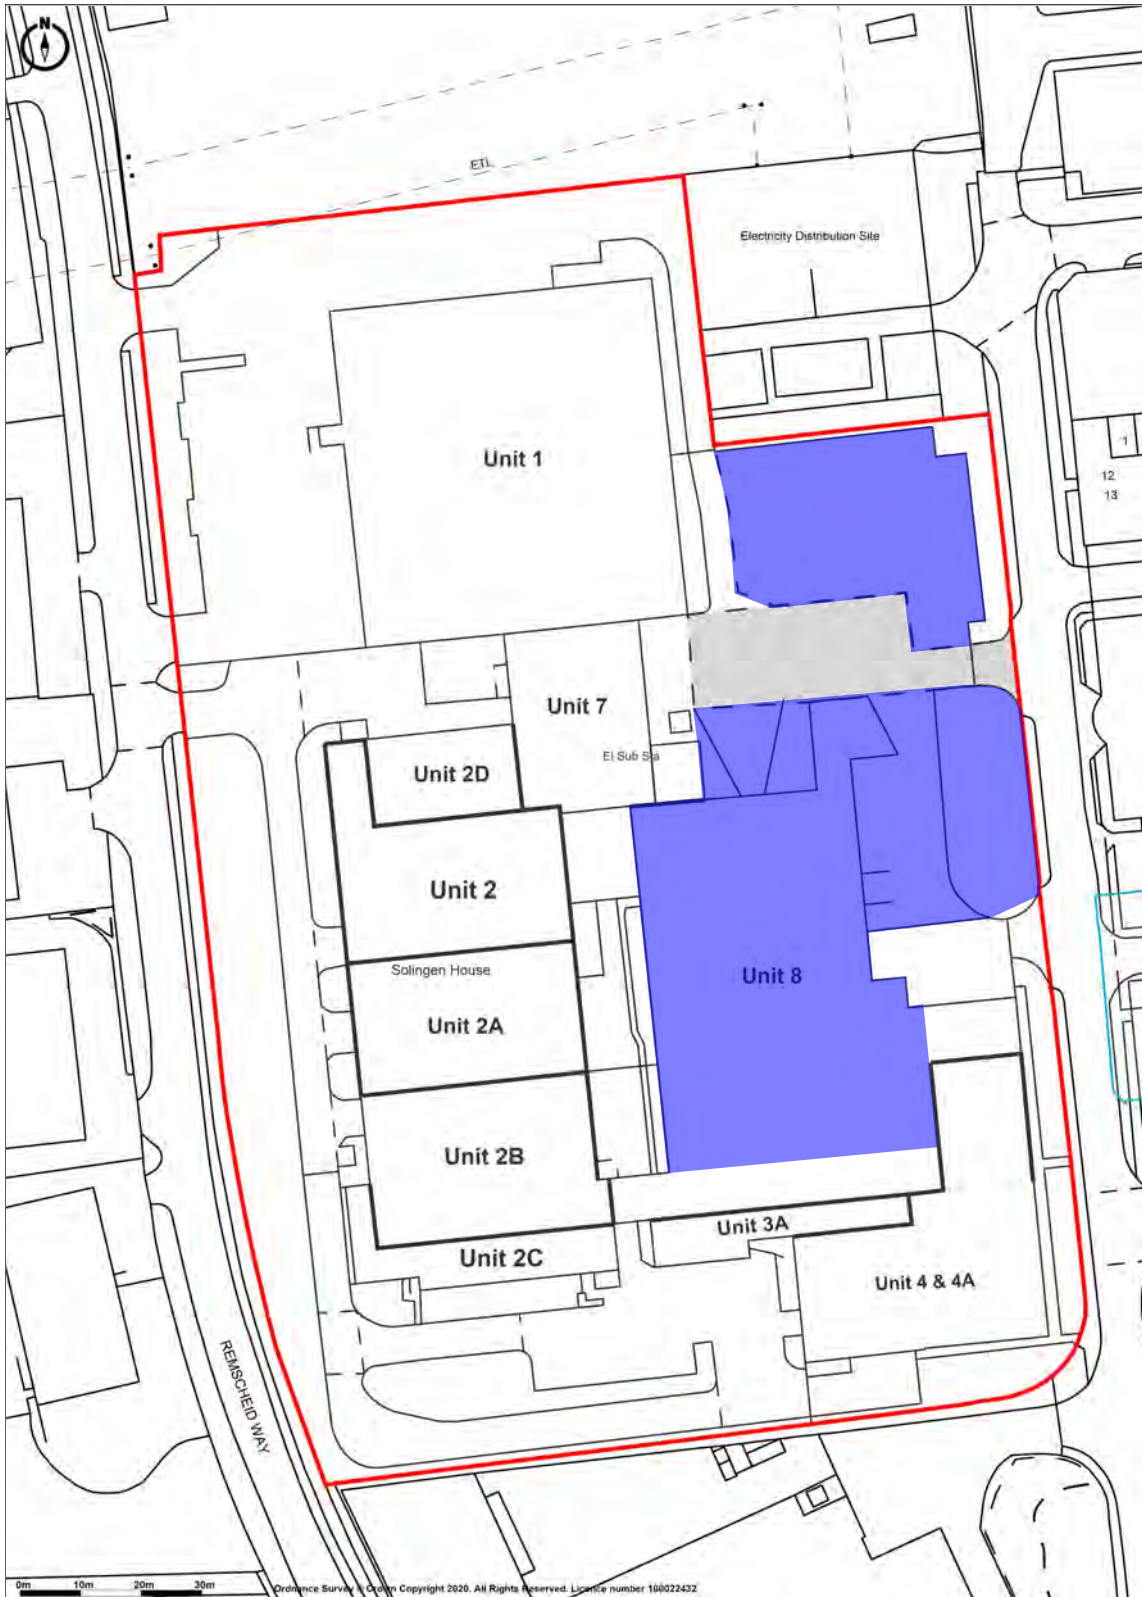 N
ETL
Electricity Distribution Site
1
12
13
Unit 1
Unit 7
El Sub Sta
Unit 2D
Unit 2
Solingen House
Unit 8
Unit 2A
Unit 2B
Unit 3A
Unit 2C
Unit 4 & 4A
REMSCHEID WAY
0m 10m 20m 30m
Ordnance Survey © Crown Copyright 2020. All Rights Reserved. Licence number 100022432